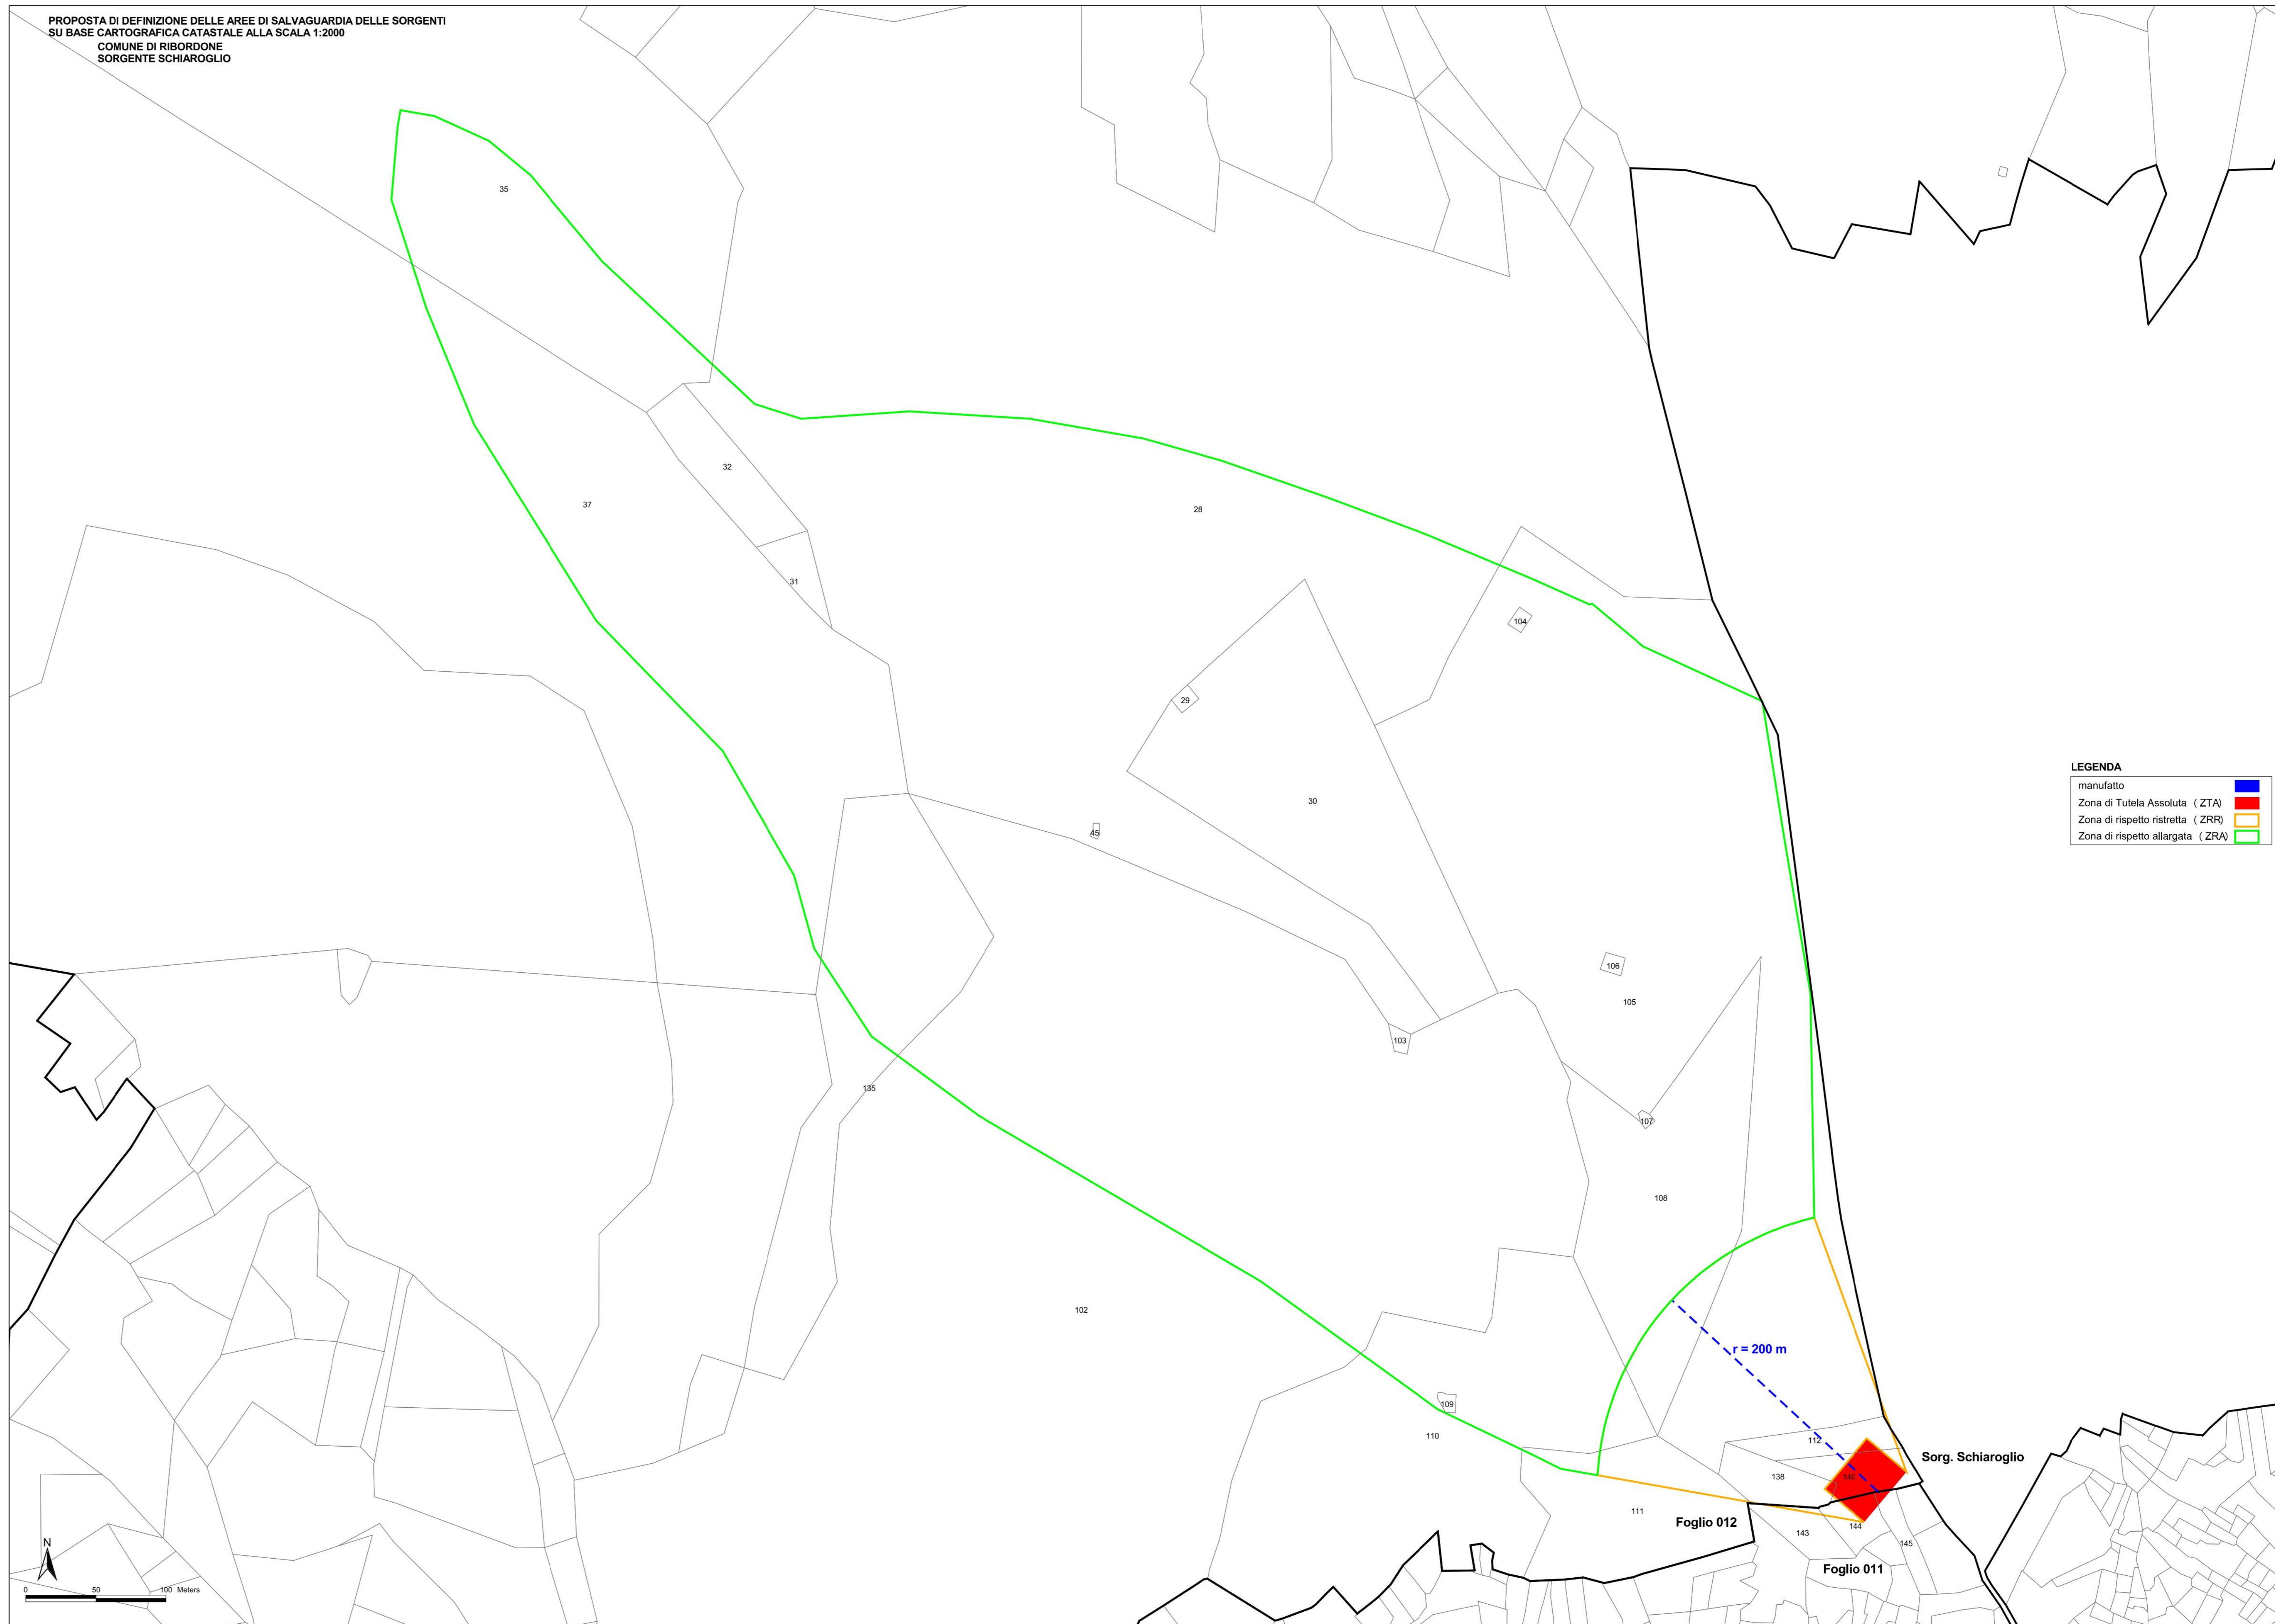 PROPOSTA DI DEFINIZIONE DELLE AREE DI SALVAGUARDIA DELLE SORGENTI
SU BASE CARTOGRAFICA CATASTALE ALLA SCALA 1:2000
COMUNE DI RIBORDONE
SORGENTE SCHIAROGLIO
35
32
37
28
31
104
29
30
45
LEGENDA
manufatto
Zona di Tutela Assoluta ( ZTA)
Zona di rispetto ristretta ( ZRR)
Zona di rispetto allargata ( ZRA)
106
105
103
135
107
108
102
r = 200 m
109
110
112
Sorg. Schiaroglio
138
140
111
Foglio 012
144
143
145
Foglio 011
N
0 50 100 Meters